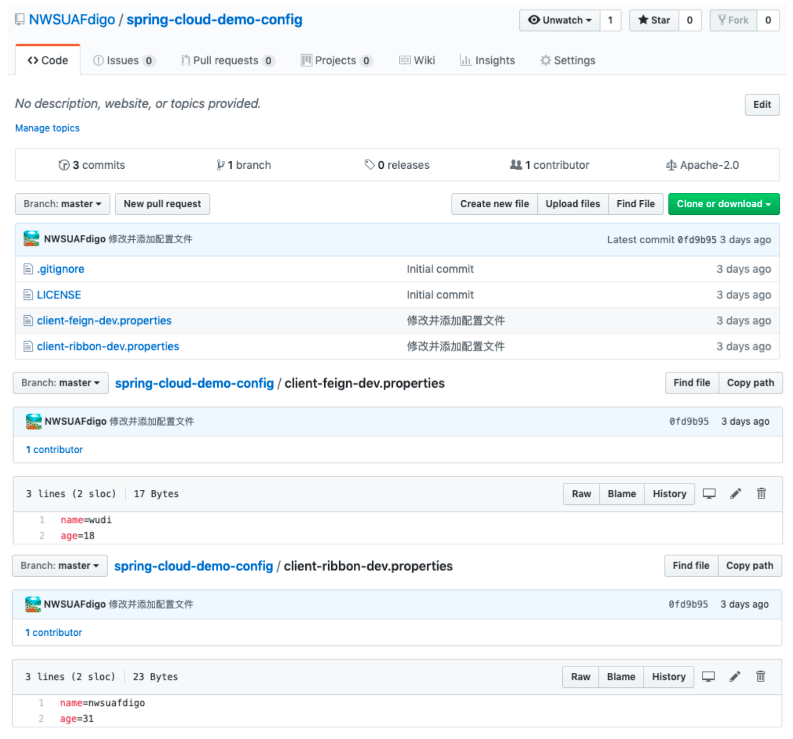 NWSUAFdigo / spring-cloud-demo-config Unwatch 1 Star 0 Fork 0
Code Issues 0 Pull requests 0 Projects 0 Wiki Insights Settings
No description, website, or topics provided. Edit
Manage topics
3 commits 1 branch 0 releases 1 contributor Apache-2.0
Branch: master New pull request Create new file Upload files Find File Clone or download
NWSUAFdigo 修改并添加配置文件 Latest commit 0fd9b95 3 days ago
.gitignore Initial commit 3 days ago
LICENSE Initial commit 3 days ago
client-feign-dev.properties 修改并添加配置文件 3 days ago
client-ribbon-dev.properties 修改并添加配置文件 3 days ago
Branch: master spring-cloud-demo-config / client-feign-dev.properties Find file Copy path
NWSUAFdigo 修改并添加配置文件 0fd9b95 3 days ago
1 contributor
3 lines (2 sloc) 17 Bytes Raw Blame History
1 name=wudi
2 age=18
Branch: master spring-cloud-demo-config / client-ribbon-dev.properties Find file Copy path
NWSUAFdigo 修改并添加配置文件 0fd9b95 3 days ago
1 contributor
3 lines (2 sloc) 23 Bytes Raw Blame History
1 name=nwsuafdigo
2 age=31